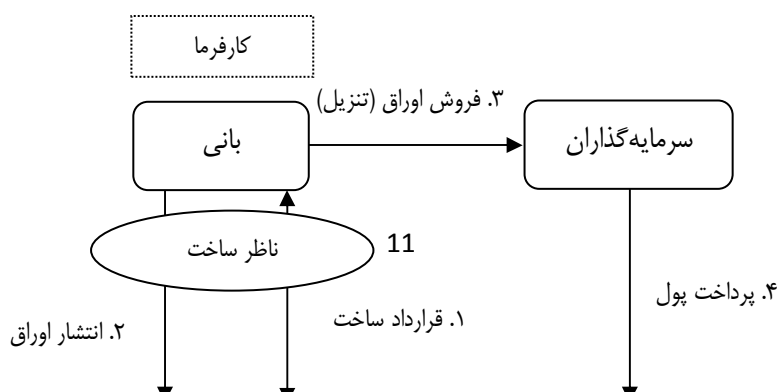 کارفرما
۳. فروش اوراق (تنزیل)
بانی
سرمایه‌گذاران
ناظر ساخت
11
۴. پرداخت پول
۱. قرارداد ساخت
۲. انتشار اوراق